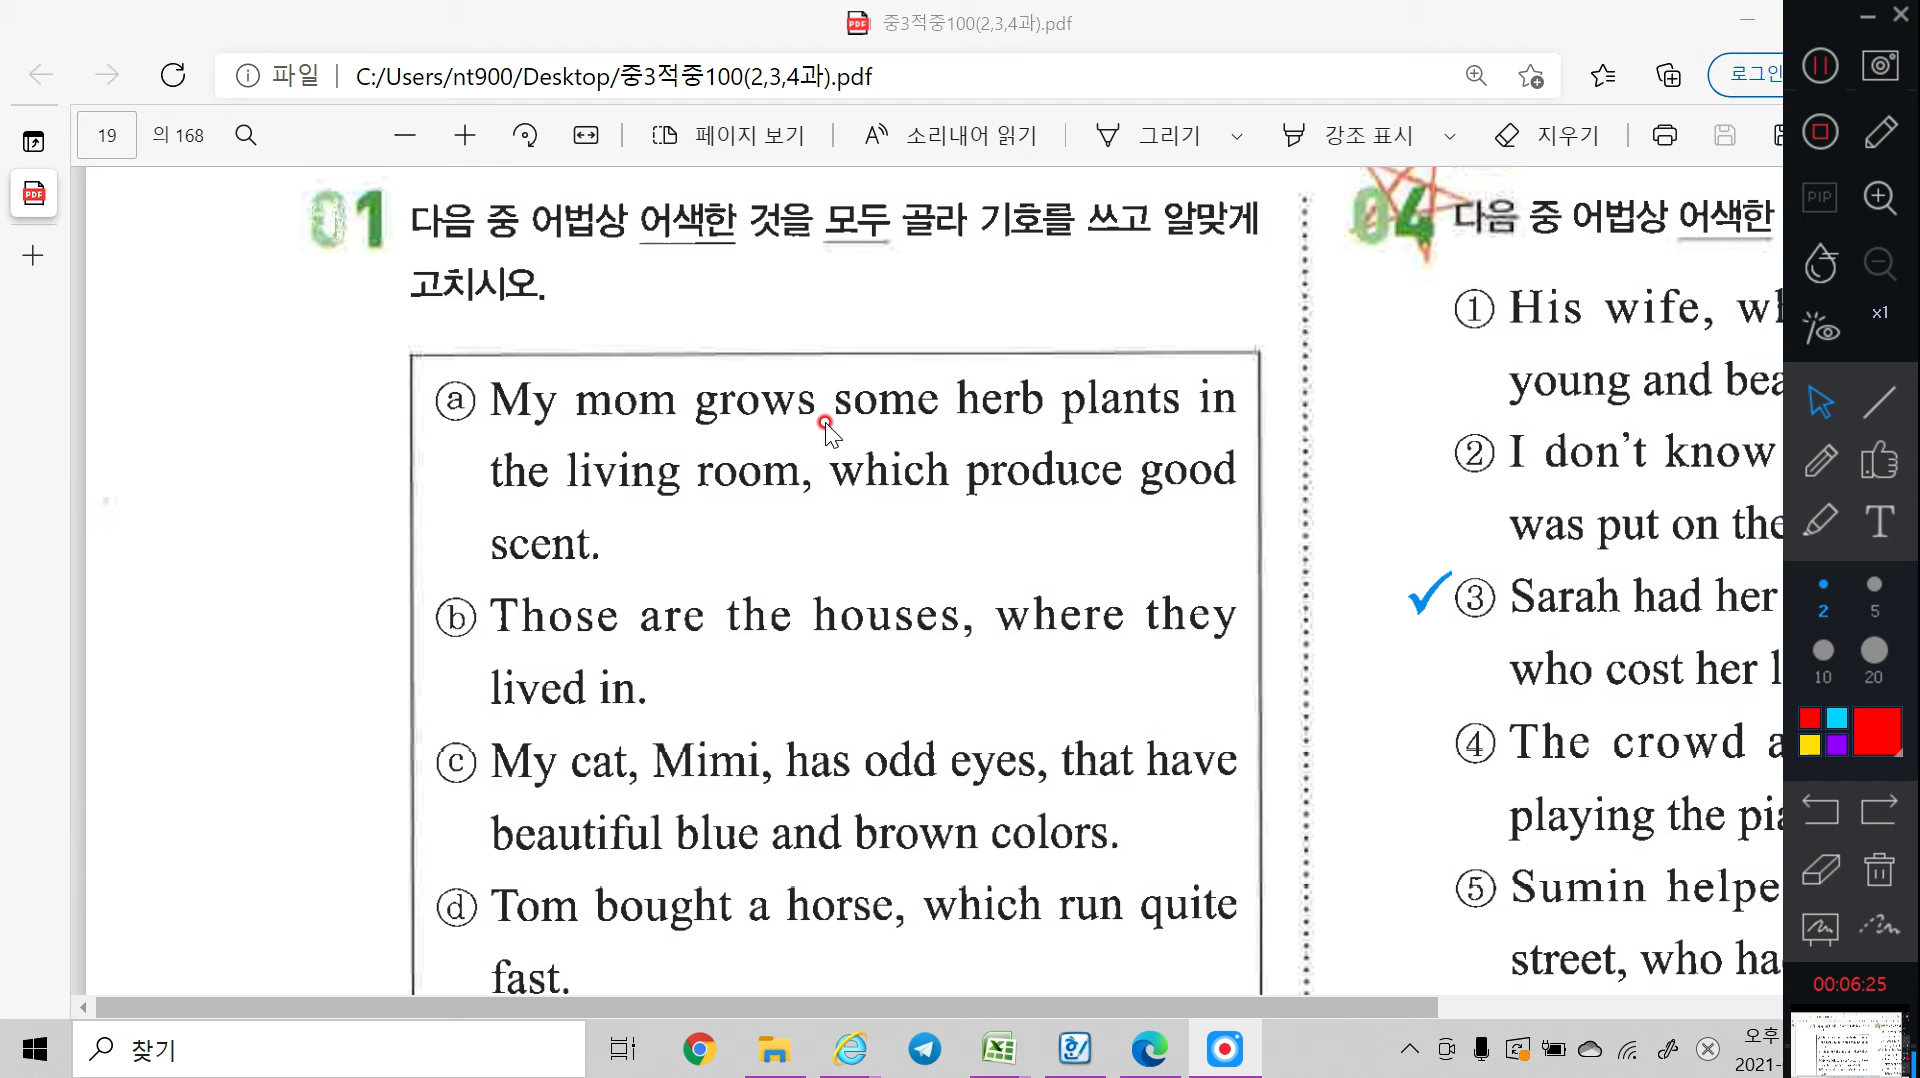 중3적중100(2,3,4과).pdf
파일
C:/Users/nt900/Desktop/중3적중100(2,3,4과).pdf
로그인
19 의 168
페이지 보기
소리내어 읽기
그리기
강조 표시
지우기
01 다음 중 어법상 어색한 것을 모두 골라 기호를 쓰고 알맞게
고치시오.
ⓐ My mom grows some herb plants in
the living room, which produce good
scent.
ⓑ Those are the houses, where they
lived in.
ⓒ My cat, Mimi, has odd eyes, that have
beautiful blue and brown colors.
ⓓ Tom bought a horse, which run quite
fast.
04 다음 중 어법상 어색한
① His wife, wh
young and bea
② I don't know
was put on the
③ Sarah had her
who cost her l
④ The crowd a
playing the pia
⑤ Sumin helpe
street, who ha
PIP
x1
T
2
5
10
20
00:06:25
찾기
오후
2021-